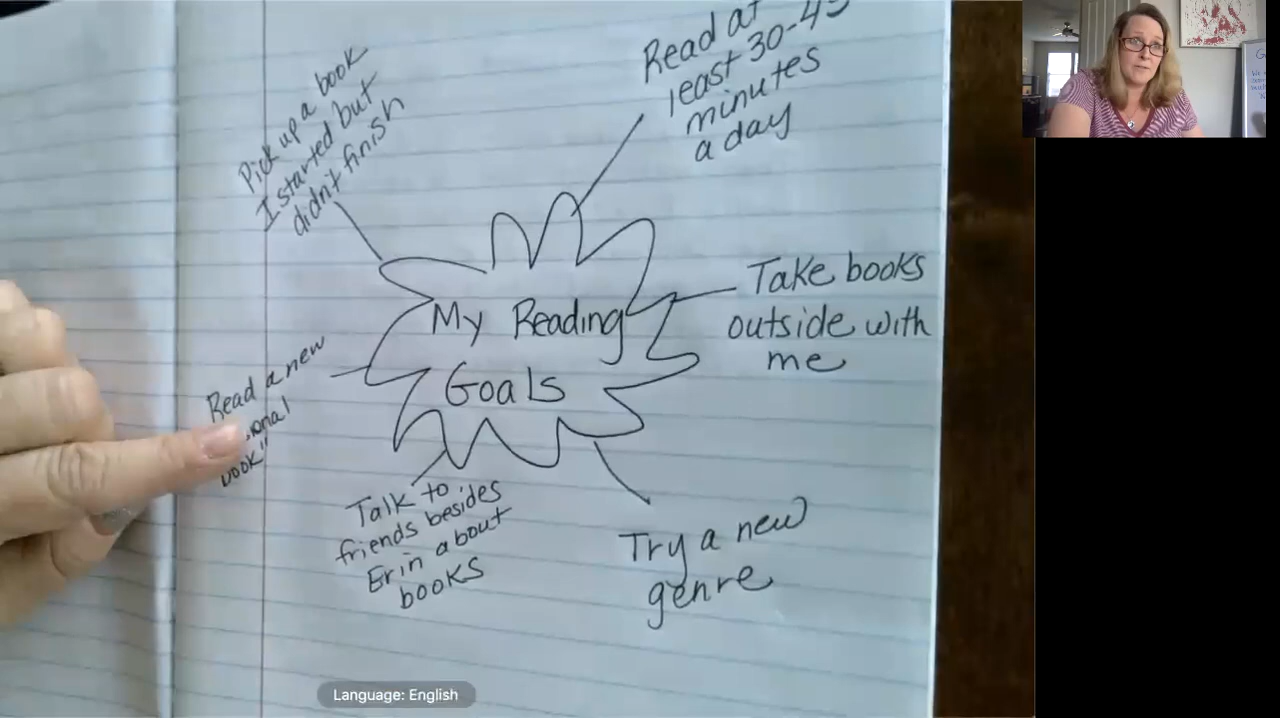 Pick up a book
I started but
didn't finish
Read at
least 30-45
minutes
a day
My Reading
Goals
Take books
outside with
me
Read a new
book"
Talk to
friends besides
Erin about
books
Try a new
genre
Language: English